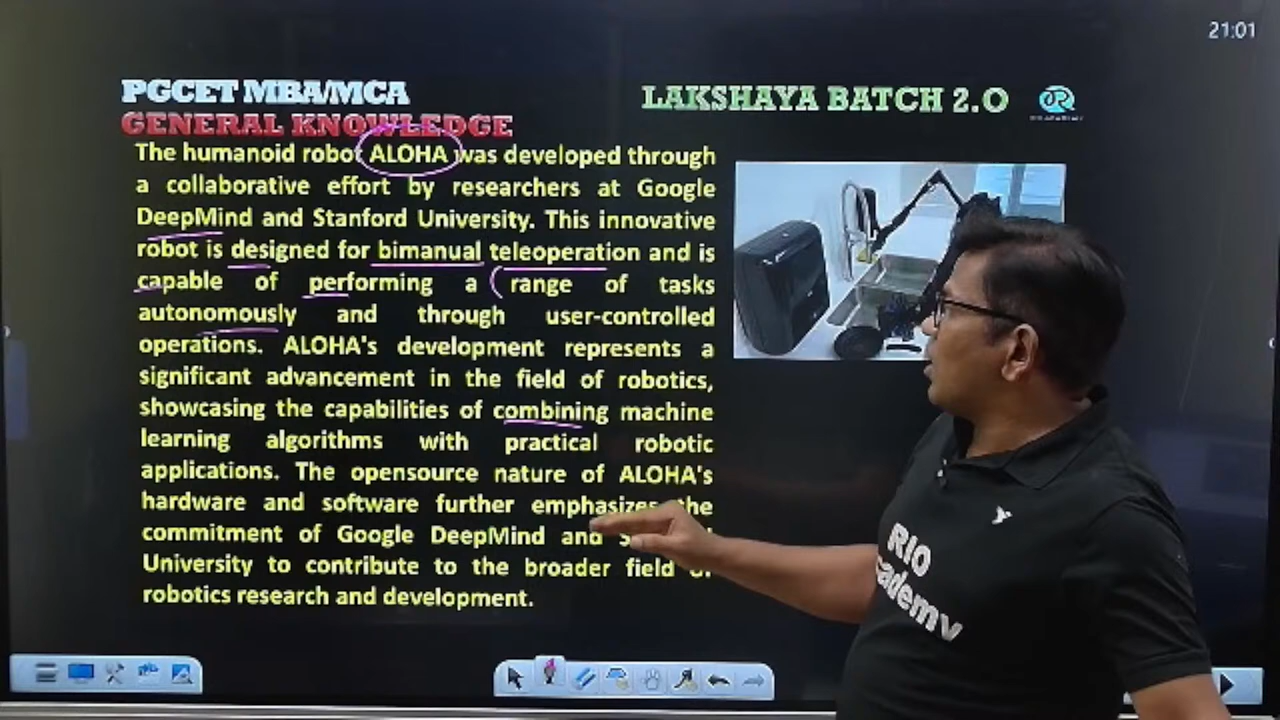 21:01
PGCET MBA/MCA
LAKSHAYA BATCH 2.O
GENERAL KNOWLEDGE
The humanoid robot ALOHA was developed through
a collaborative effort by researchers at Google
DeepMind and Stanford University. This innovative
robot is designed for bimanual teleoperation and is
capable of performing a range of tasks
autonomously and through user-controlled
operations. ALOHA's development represents a
significant advancement in the field of robotics,
showcasing the capabilities of combining machine
learning algorithms with practical robotic
applications. The opensource nature of ALOHA's
hardware and software further emphasizes the
commitment of Google DeepMind and
University to contribute to the broader field of
robotics research and development.
RIO
cademy